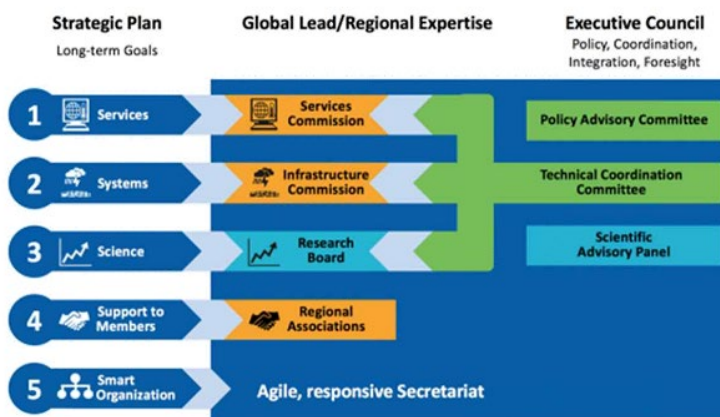 Strategic Plan
Long-term Goals
Global Lead/Regional Expertise
Executive Council
Policy, Coordination,
Integration, Foresight
1
Services
Services
Commission
Policy Advisory Committee
2
Systems
Infrastructure
Commission
Technical Coordination
Committee
3
Science
Research
Board
Scientific
Advisory Panel
4
Support to
Members
Regional
Associations
5
Smart
Organization
Agile, responsive Secretariat